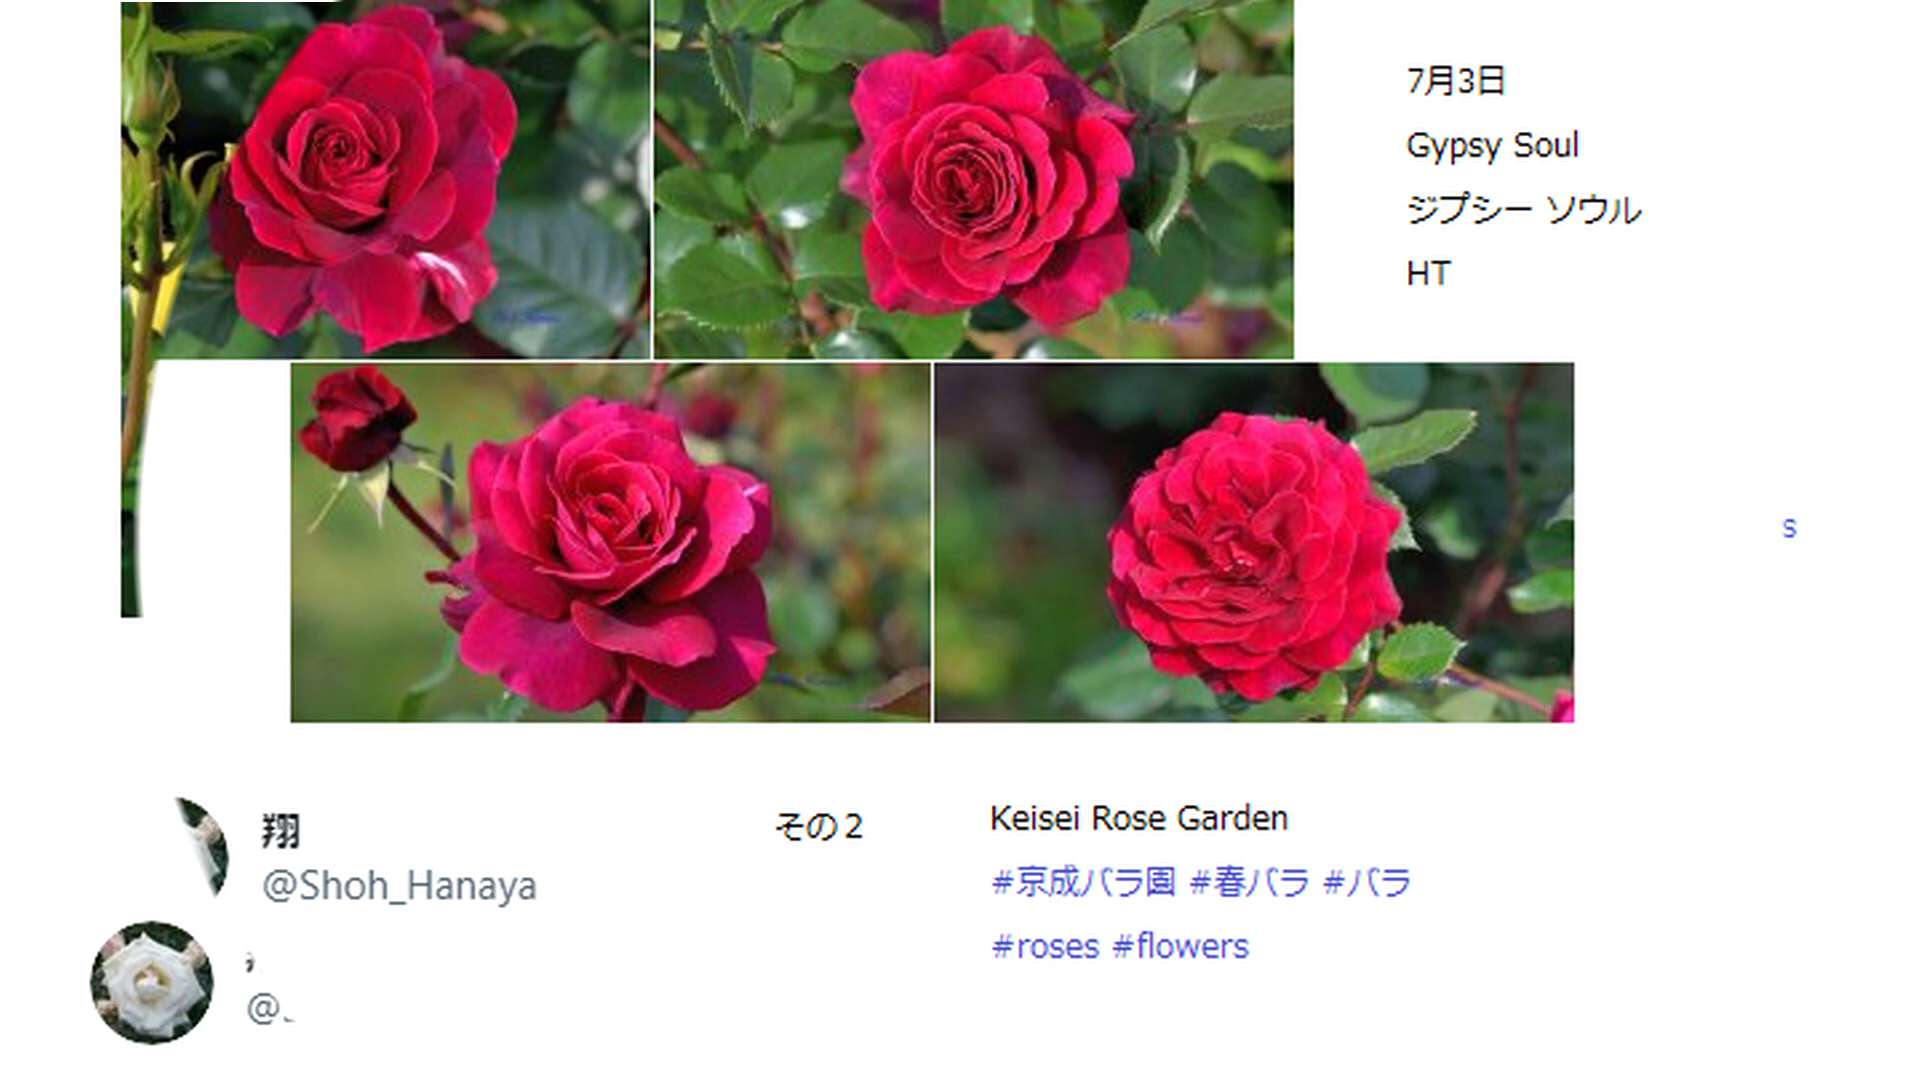 7月3日
Gypsy Soul
ジプシー ソウル
HT
s
翔
@Shoh_Hanaya
その２
Keisei Rose Garden
#京成バラ園 #春バラ #バラ
#roses #flowers
@